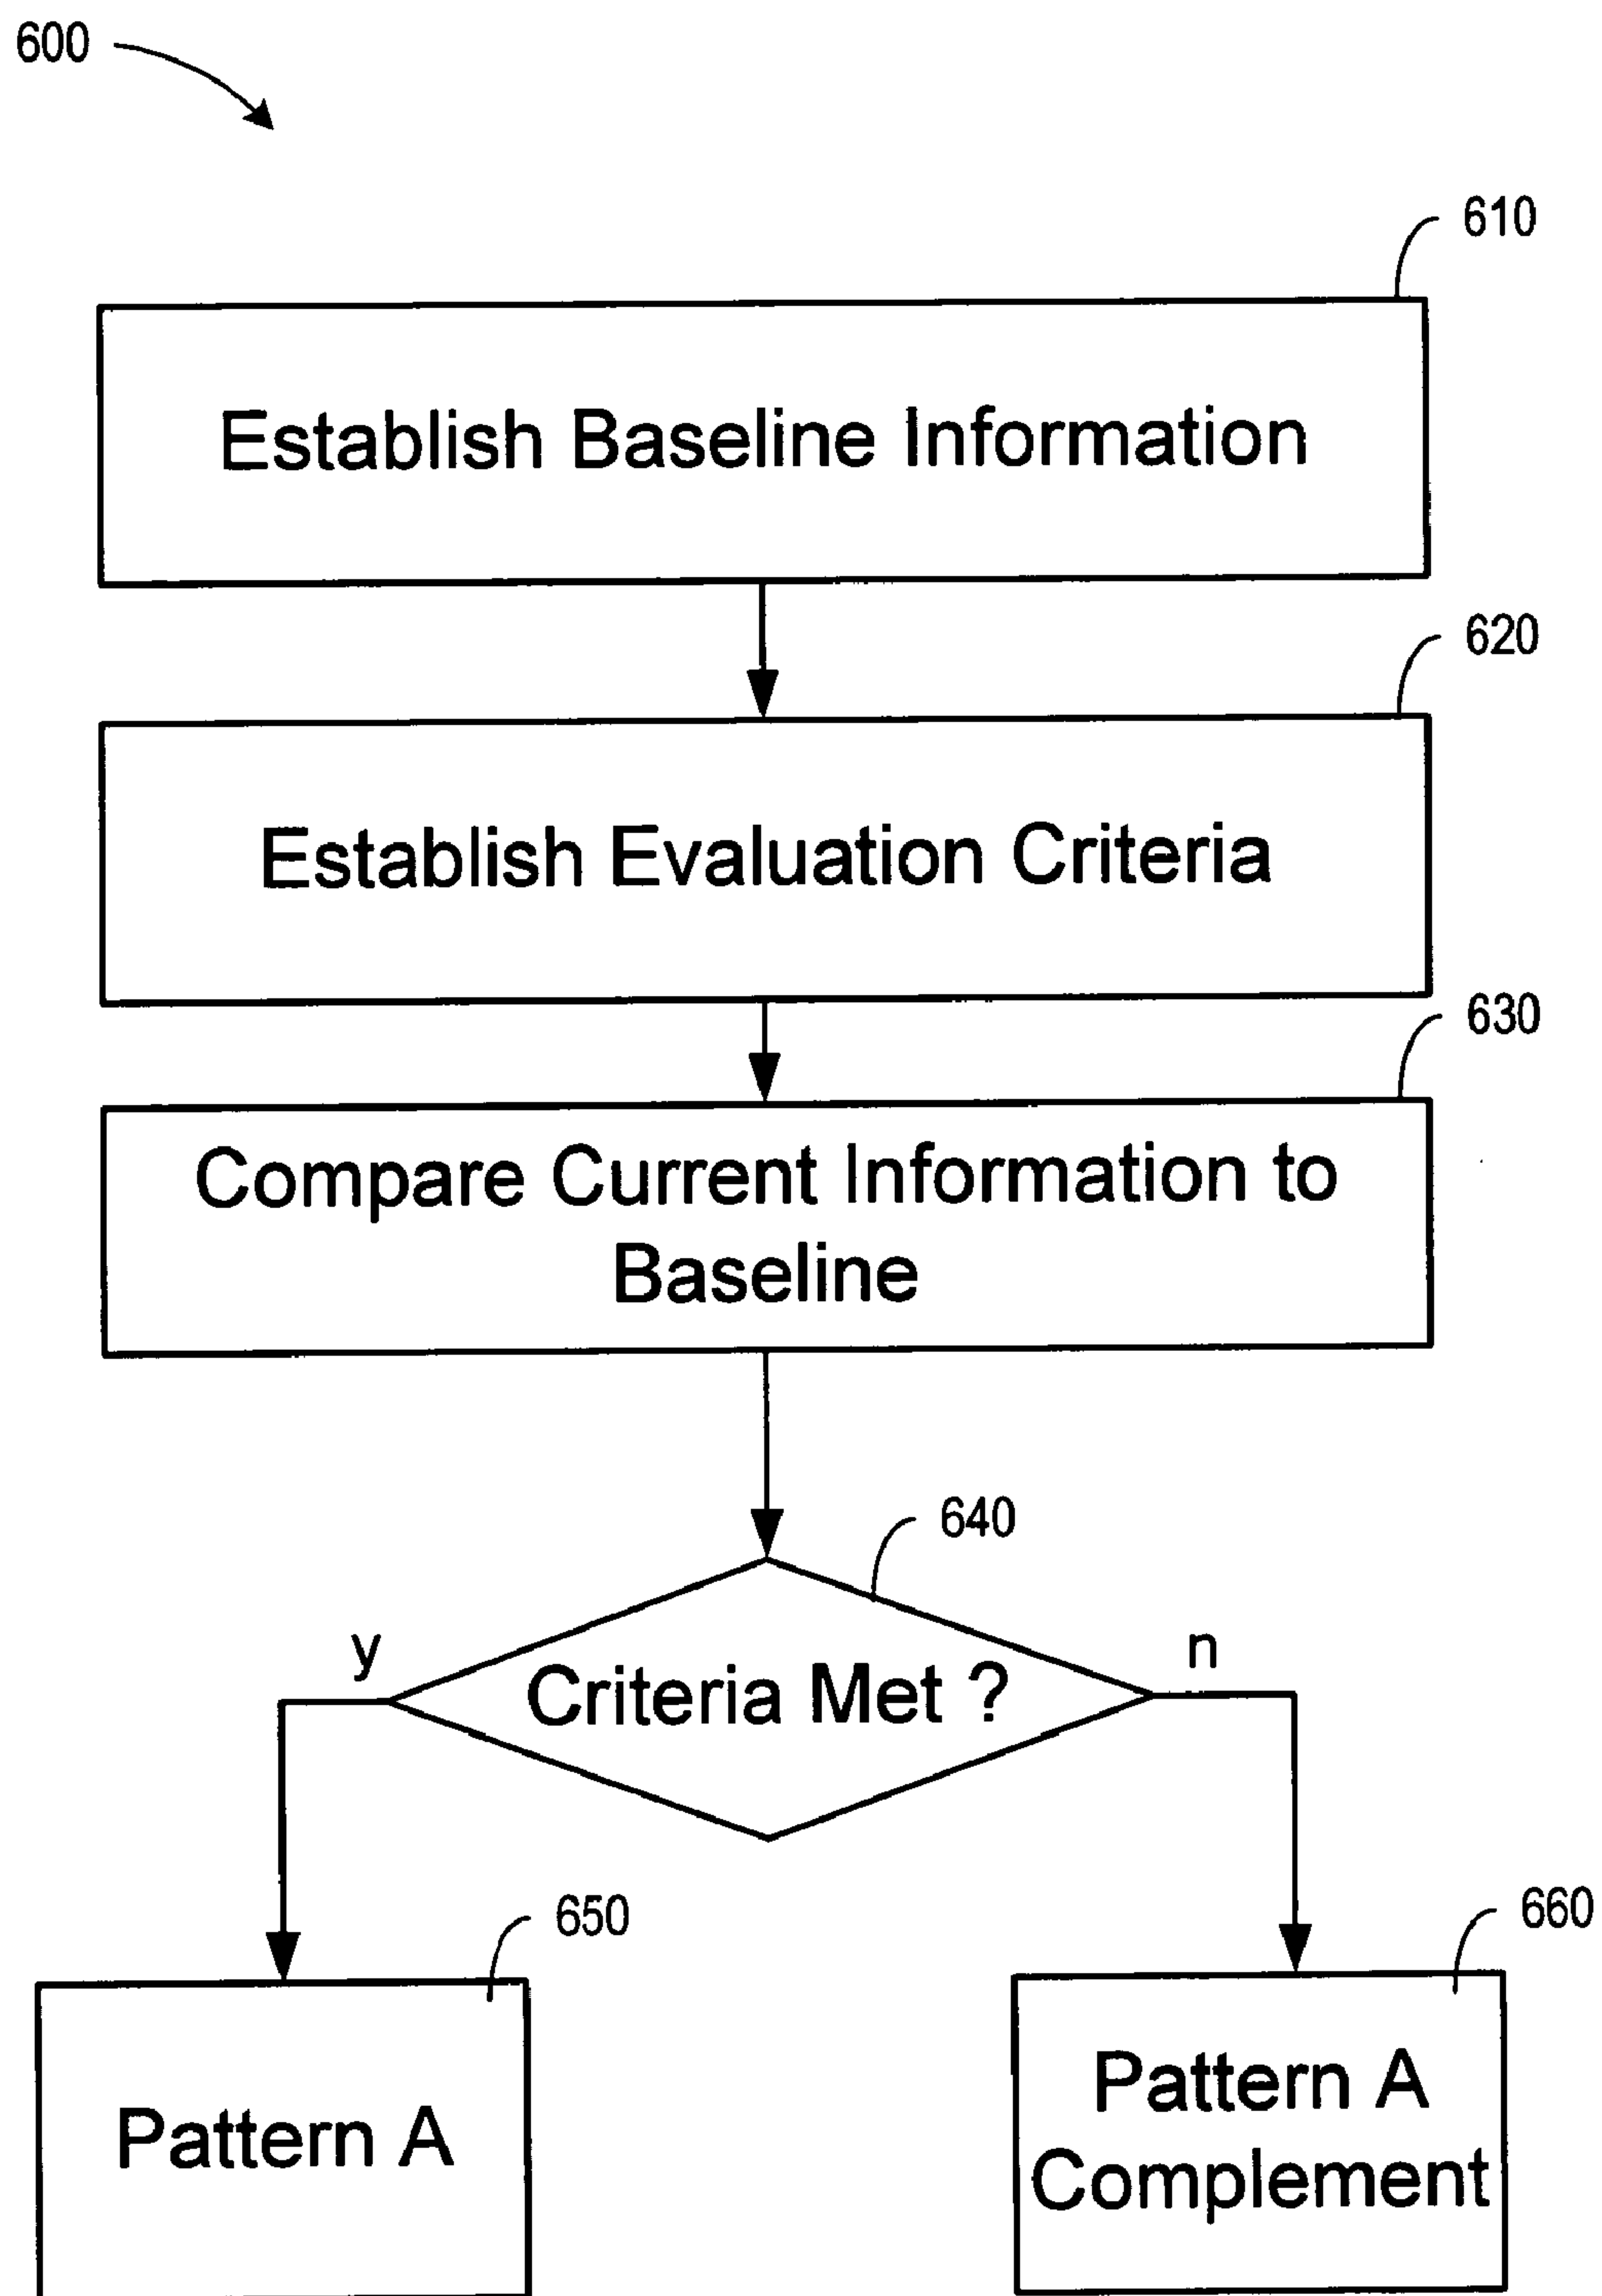 600
610
Establish Baseline Information
620
Establish Evaluation Criteria
630
Compare Current Information to
Baseline
640
y
n
Criteria Met ?
650
660
Pattern A
Pattern A
Complement